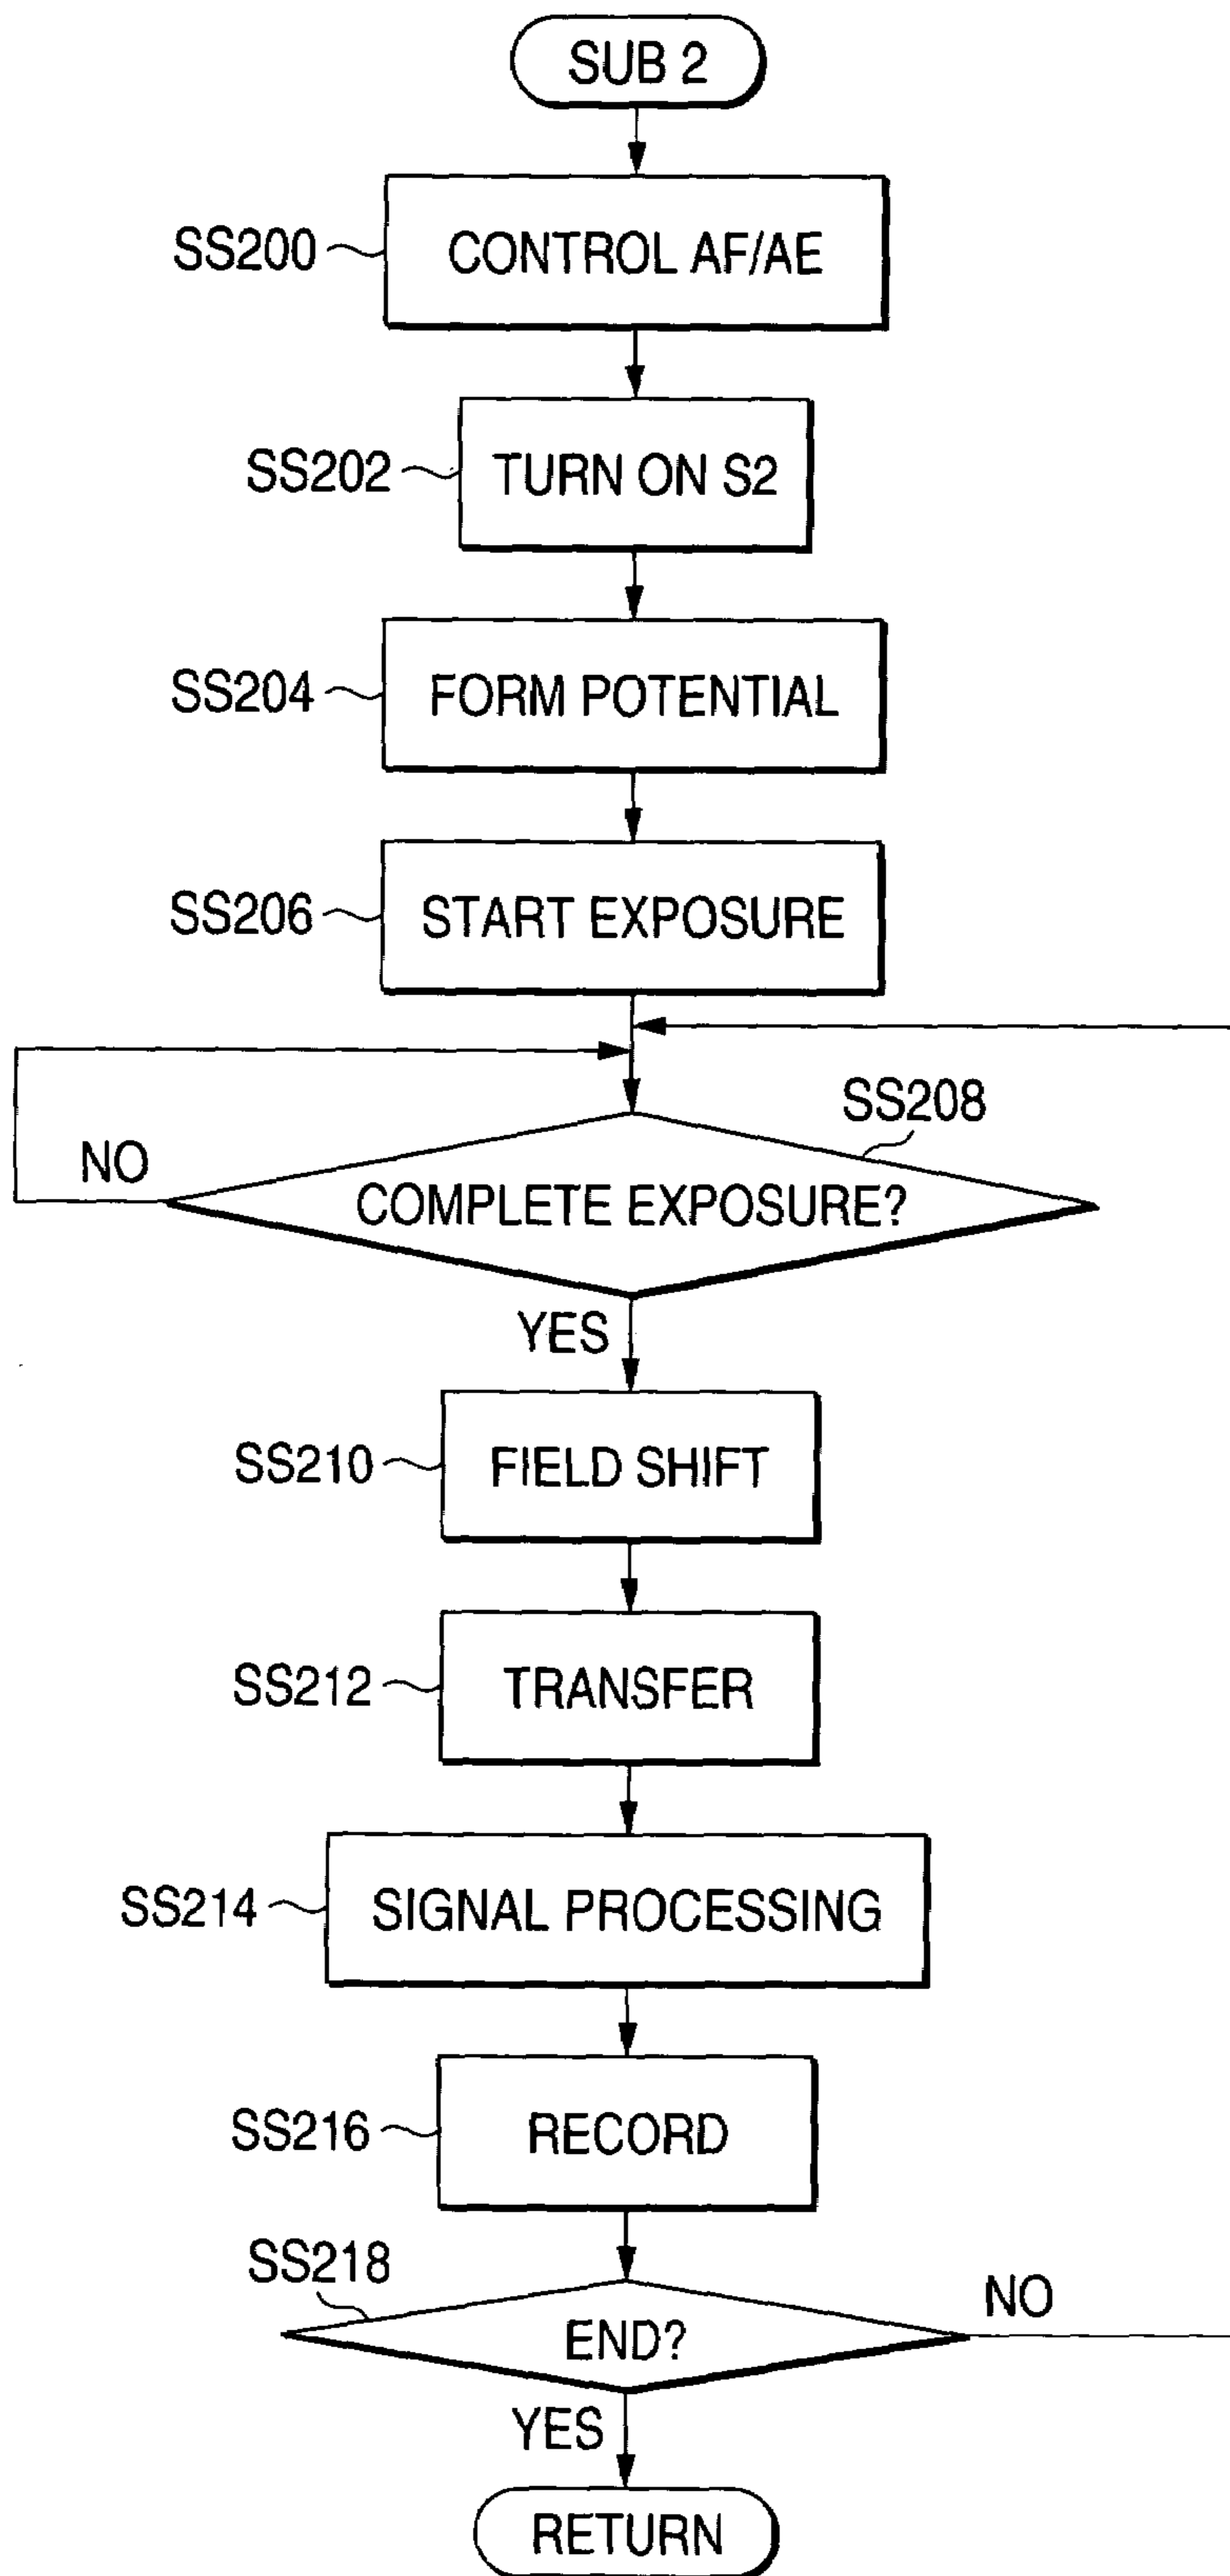 SUB 2
SS200
CONTROL AF/AE
SS202
TURN ON S2
SS204
FORM POTENTIAL
SS206
START EXPOSURE
SS208
NO
COMPLETE EXPOSURE?
YES
SS210
FIELD SHIFT
SS212
TRANSFER
SS214
SIGNAL PROCESSING
SS216
RECORD
SS218
NO
END?
YES
RETURN